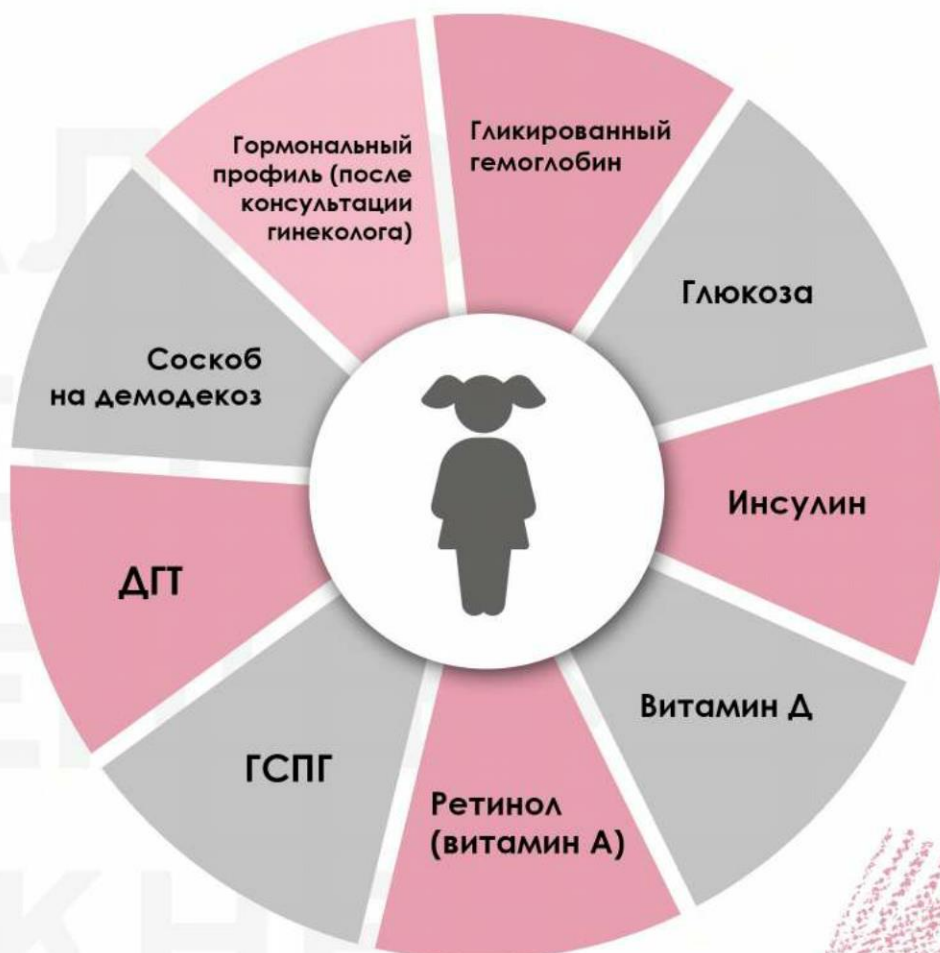 Гормональный
профиль (после
консультации
гинеколога)
Гликированный
гемоглобин
Глюкоза
Инсулин
Витамин Д
Ретинол
(витамин А)
ГСПГ
ДГТ
Соскоб
на демодекоз